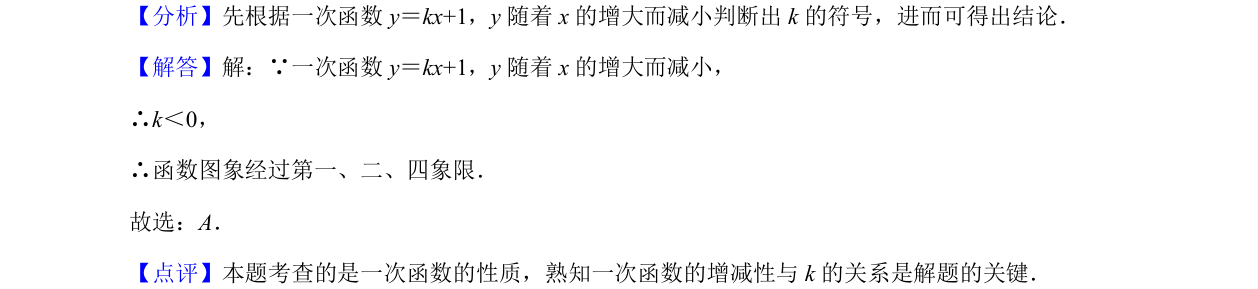 【分析】先根据一次函数 y＝kx+1，y 随着 x 的增大而减小判断出 k 的符号，进而可得出结论．
【解答】解：∵一次函数 y＝kx+1，y 随着 x 的增大而减小，
∴k＜0，
∴函数图象经过第一、二、四象限．
故选：A．
【点评】本题考查的是一次函数的性质，熟知一次函数的增减性与 k 的关系是解题的关键．